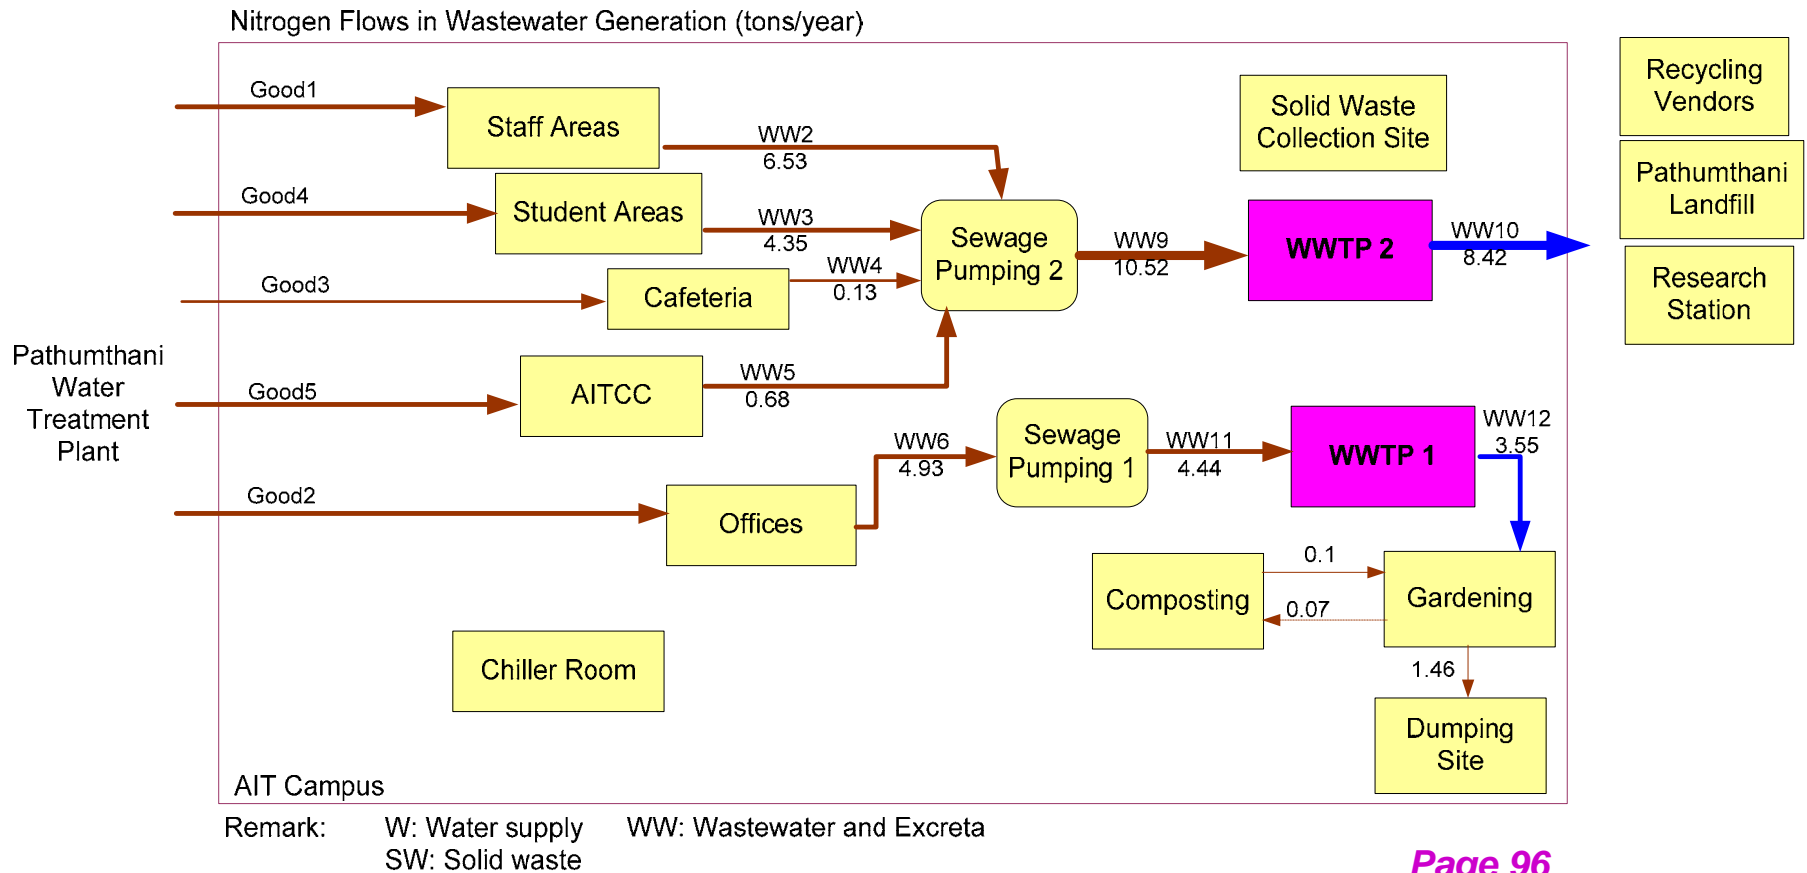 Nitrogen Flows in Wastewater Generation (tons/year)
Good1
Staff Areas
WW2
6.53
Solid Waste
Collection Site
Recycling
Vendors
Pathumthani
Landfill
Research
Station
Good4
Student Areas
WW3
4.35
Good3
Cafeteria
WW4
0.13
Sewage
Pumping 2
WW9
10.52
WWTP 2
WW10
8.42
Pathumthani
Water
Treatment
Plant
Good5
AITCC
WW5
0.68
Good2
Offices
WW6
4.93
Sewage
Pumping 1
WW11
4.44
WWTP 1
WW12
3.55
Composting
0.1
0.07
Gardening
1.46
Dumping
Site
Chiller Room
AIT Campus
Remark: W: Water supply WW: Wastewater and Excreta
SW: Solid waste
Page 96